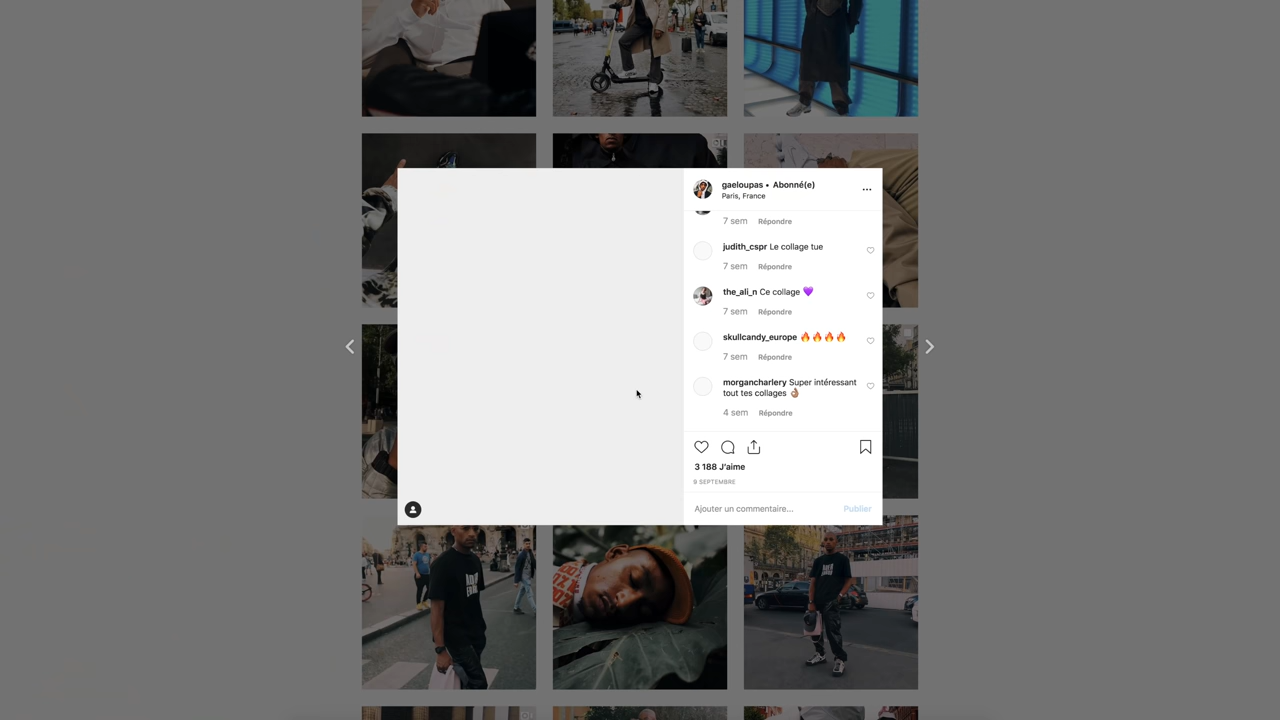 gaeloupas • Abonné(e)
Paris, France
7 sem Répondre
judith_cspr Le collage tue
7 sem Répondre
the_ali_n Ce collage 💜
7 sem Répondre
skullcandy_europe 🔥🔥🔥🔥
7 sem Répondre
morgancharlery Super intéressant
tout tes collages 👌🏽
4 sem Répondre
3 188 J'aime
9 SEPTEMBRE
Ajouter un commentaire... Publier